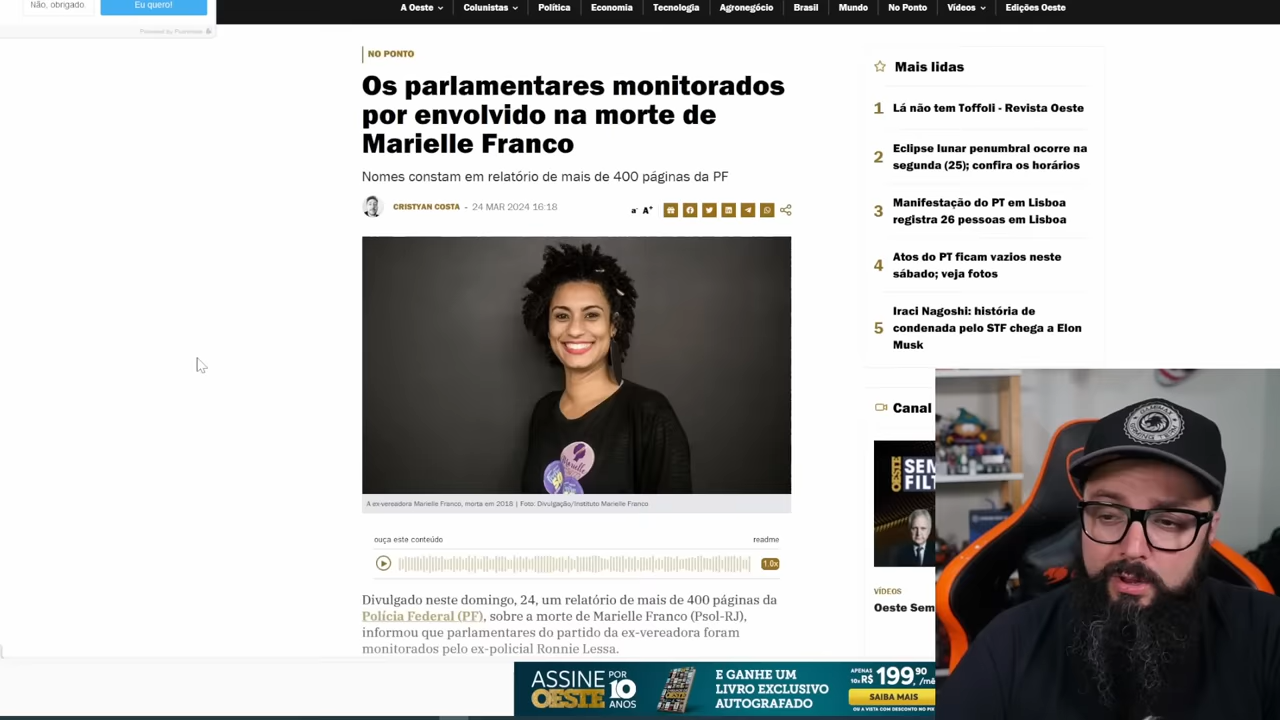 Não, obrigado
Eu quero!
A Oeste
Colunistas
Política
Economia
Tecnologia
Agronegócio
Brasil
Mundo
No Ponto
Vídeos
Edições Oeste
NO PONTO
Os parlamentares monitorados
por envolvido na morte de
Marielle Franco
Nomes constam em relatório de mais de 400 páginas da PF
CRISTYAN COSTA - 24 MAR 2024 16:18
a- A+
A ex-vereadora Marielle Franco, morta em 2018 | Foto: Divulgação/Instituto Marielle Franco
ouça este conteúdo
readme
1.0x
Divulgado neste domingo, 24, um relatório de mais de 400 páginas da
Polícia Federal (PF), sobre a morte de Marielle Franco (Psol-RJ),
informou que parlamentares do partido da ex-vereadora foram
monitorados pelo ex-policial Ronnie Lessa.
Mais lidas
1 Lá não tem Toffoli - Revista Oeste
2 Eclipse lunar penumbral ocorre na
segunda (25); confira os horários
3 Manifestação do PT em Lisboa
registra 26 pessoas em Lisboa
4 Atos do PT ficam vazios neste
sábado; veja fotos
5 Iraci Nagoshi: história de
condenada pelo STF chega a Elon
Musk
Canal
OESTE
SEM
FILT
VÍDEOS
Oeste Sem
ASSINE POR
OESTE 10
ANOS
E GANHE UM
LIVRO EXCLUSIVO
AUTOGRAFADO
APENAS
10x R$ 199,90 /mê
SAIBA MAIS